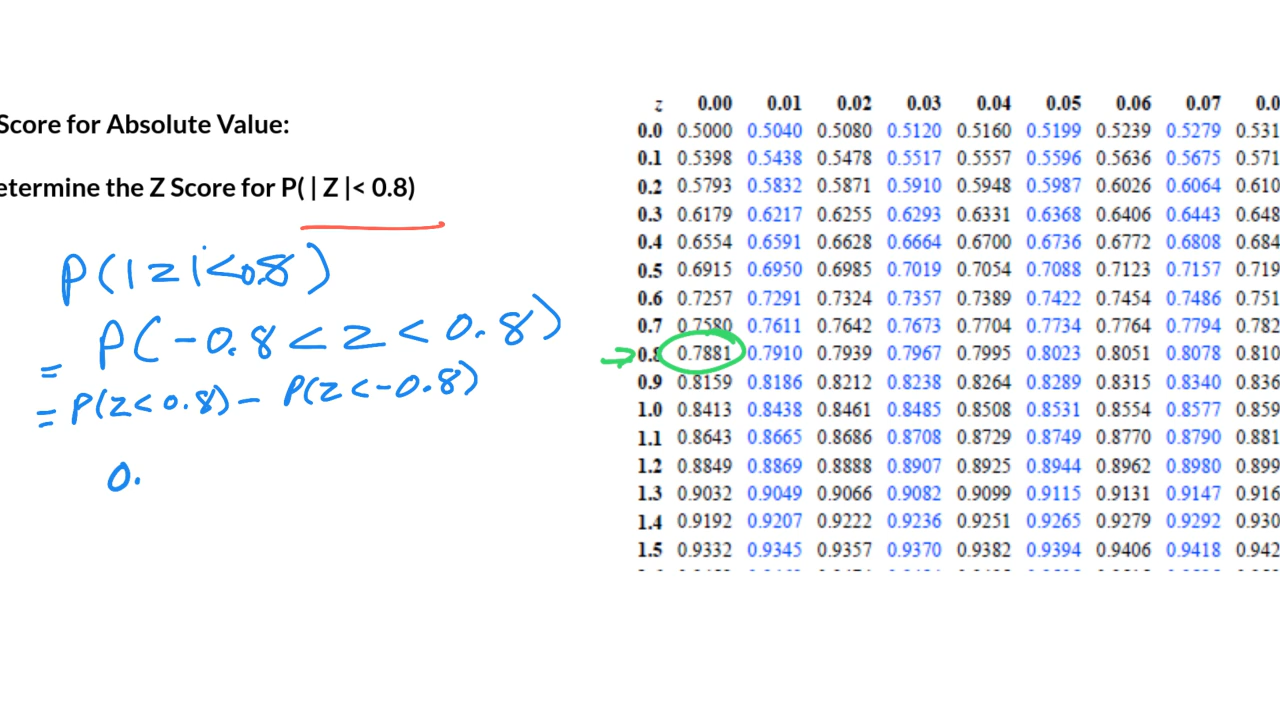 Score for Absolute Value:
etermine the Z Score for P( | Z |< 0.8)
P(|z|<0.8)
= P(-0.8<z<0.8)
= P(z<0.8) - P(z<-0.8)
0.
z 0.00 0.01 0.02 0.03 0.04 0.05 0.06 0.07 0.0
0.0 0.5000 0.5040 0.5080 0.5120 0.5160 0.5199 0.5239 0.5279 0.531
0.1 0.5398 0.5438 0.5478 0.5517 0.5557 0.5596 0.5636 0.5675 0.571
0.2 0.5793 0.5832 0.5871 0.5910 0.5948 0.5987 0.6026 0.6064 0.610
0.3 0.6179 0.6217 0.6255 0.6293 0.6331 0.6368 0.6406 0.6443 0.648
0.4 0.6554 0.6591 0.6628 0.6664 0.6700 0.6736 0.6772 0.6808 0.684
0.5 0.6915 0.6950 0.6985 0.7019 0.7054 0.7088 0.7123 0.7157 0.719
0.6 0.7257 0.7291 0.7324 0.7357 0.7389 0.7422 0.7454 0.7486 0.751
0.7 0.7580 0.7611 0.7642 0.7673 0.7704 0.7734 0.7764 0.7794 0.782
0.8 0.7881 0.7910 0.7939 0.7967 0.7995 0.8023 0.8051 0.8078 0.810
0.9 0.8159 0.8186 0.8212 0.8238 0.8264 0.8289 0.8315 0.8340 0.836
1.0 0.8413 0.8438 0.8461 0.8485 0.8508 0.8531 0.8554 0.8577 0.859
1.1 0.8643 0.8665 0.8686 0.8708 0.8729 0.8749 0.8770 0.8790 0.881
1.2 0.8849 0.8869 0.8888 0.8907 0.8925 0.8944 0.8962 0.8980 0.899
1.3 0.9032 0.9049 0.9066 0.9082 0.9099 0.9115 0.9131 0.9147 0.916
1.4 0.9192 0.9207 0.9222 0.9236 0.9251 0.9265 0.9279 0.9292 0.930
1.5 0.9332 0.9345 0.9357 0.9370 0.9382 0.9394 0.9406 0.9418 0.942